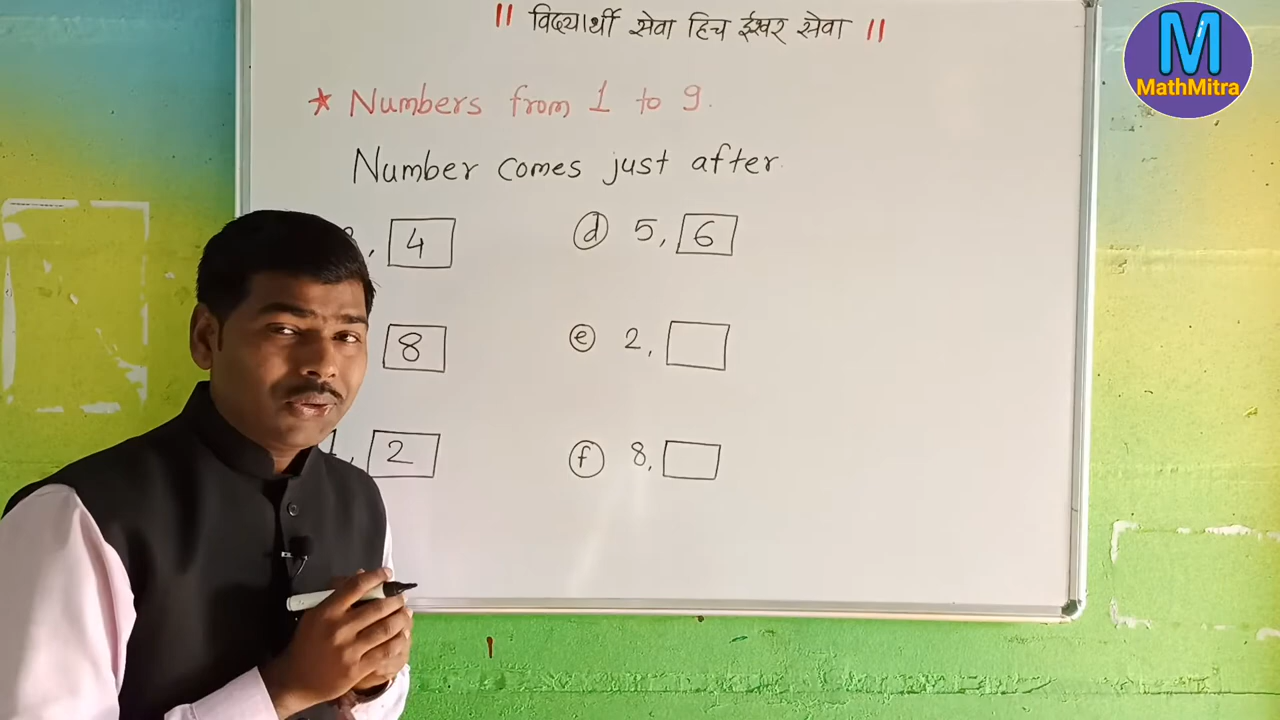 || विद्यार्थी सेवा हिच ईश्वर सेवा ||
M
MathMitra
★ Numbers from 1 to 9.
Number comes just after.
, 4
8
, 2
ⓓ 5, 6
ⓔ 2,
ⓕ 8,